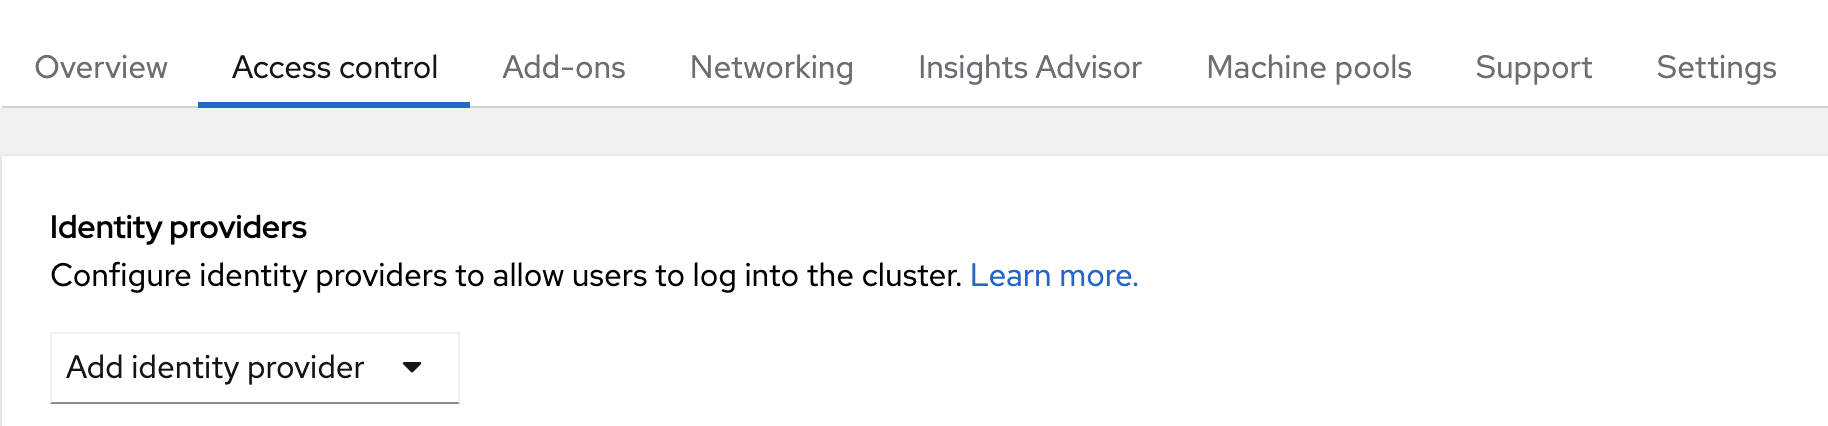 Overview Access control Add-ons Networking Insights Advisor Machine pools Support Settings
Identity providers
Configure identity providers to allow users to log into the cluster. Learn more.
Add identity provider